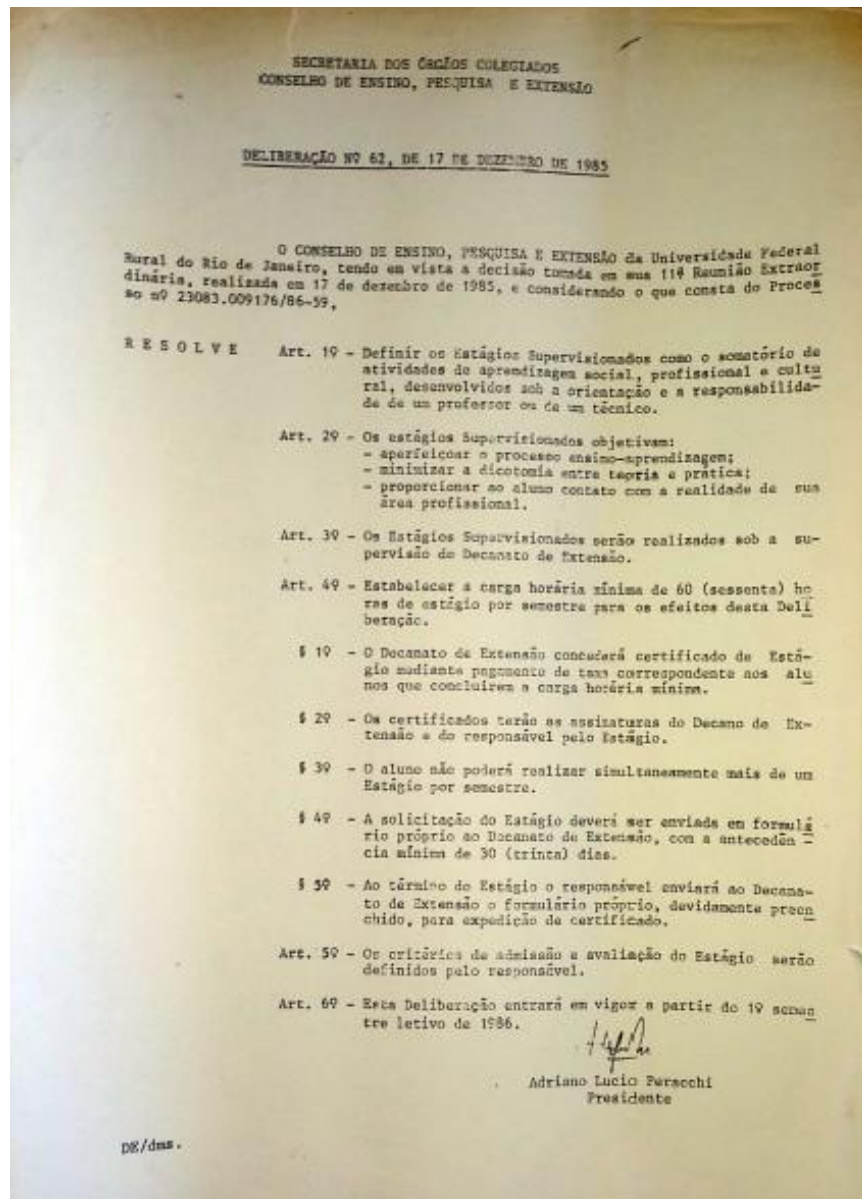 SECRETARIA DOS ÓRGÃOS COLEGIADOS
CONSELHO DE ENSINO, PESQUISA E EXTENSÃO
DELIBERAÇÃO Nº 62, DE 17 DE DEZEMBRO DE 1985
O CONSELHO DE ENSINO, PESQUISA E EXTENSÃO da Universidade Federal
Rural do Rio de Janeiro, tendo em vista a decisão tomada em sua 11ª Reunião Extraor
dinária, realizada em 17 de dezembro de 1985, e considerando o que consta do Proces
so nº 23083.009176/86-59,
R E S O L V E Art. 1º - Definir os Estágios Supervisionados como o somatório de
atividades de aprendizagem social, profissional e cultu
ral, desenvolvidos sob a orientação e a responsabilida-
de de um professor ou de um técnico.
Art. 2º - Os estágios Supervisionados objetivam:
- aperfeiçoar o processo ensino-aprendizagem;
- minimizar a dicotomia entre teoria e prática;
- proporcionar ao aluno contato com a realidade de sua
área profissional.
Art. 3º - Os Estágios Supervisionados serão realizados sob a su-
pervisão do Decanato de Extensão.
Art. 4º - Estabelecer a carga horária mínima de 60 (sessenta) ho
ras de estágio por semestre para os efeitos desta Deli
beração.
§ 1º - O Decanato de Extensão concederá certificado de Está-
gio mediante pagamento de taxa correspondente aos alu
nos que concluirem a carga horária mínima.
§ 2º - Os certificados terão as assinaturas do Decano de Ex-
tensão e do responsável pelo Estágio.
§ 3º - O aluno não poderá realizar simultaneamente mais de um
Estágio por semestre.
§ 4º - A solicitação do Estágio deverá ser enviada em formulá
rio próprio ao Decanato de Extensão, com a antecedên -
cia mínima de 30 (trinta) dias.
§ 5º - Ao término do Estágio o responsável enviará ao Decana-
to de Extensão o formulário próprio, devidamente preen
chido, para expedição de certificado.
Art. 5º - Os critérios de admissão e avaliação do Estágio serão
definidos pelo responsável.
Art. 6º - Esta Deliberação entrará em vigor a partir do 1º semes
tre letivo de 1986.
Adriano Lucio Peracchi
Presidente
DE/dms.